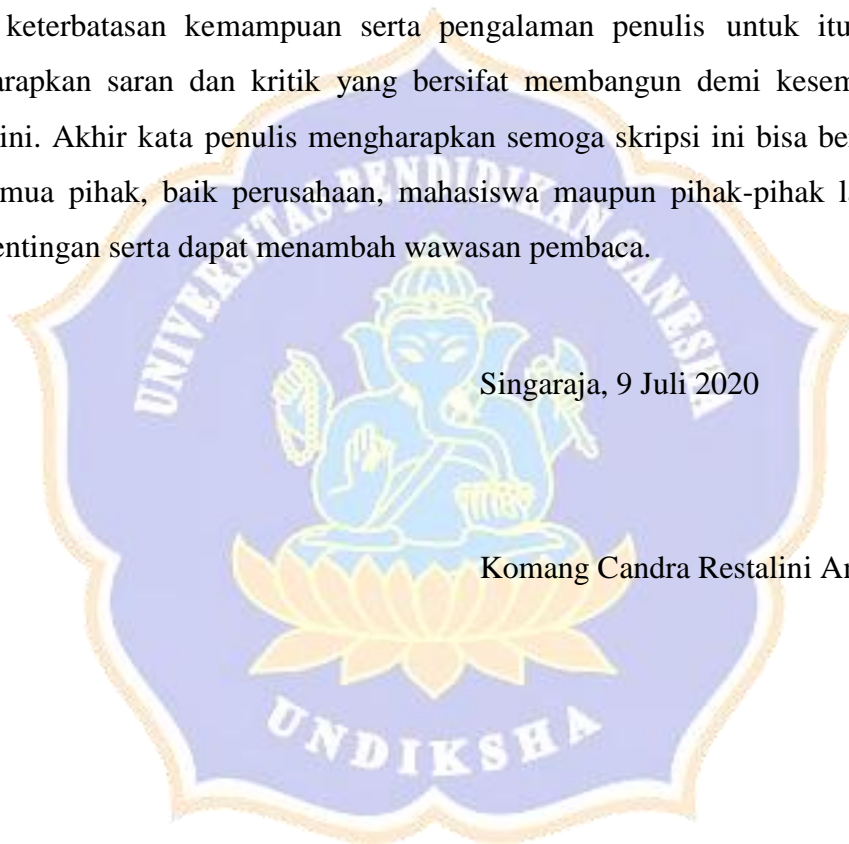 keterbatasan kemampuan serta pengalaman penulis untuk itu
arapkan saran dan kritik yang bersifat membangun demi kesem
ini. Akhir kata penulis mengharapkan semoga skripsi ini bisa be
mua pihak, baik perusahaan, mahasiswa maupun pihak-pihak l
entingan serta dapat menambah wawasan pembaca.
UNIVERSITAS PENDIDIKAN GANESHA
Singaraja, 9 Juli 2020
Komang Candra Restalini A
UNDIKSHA